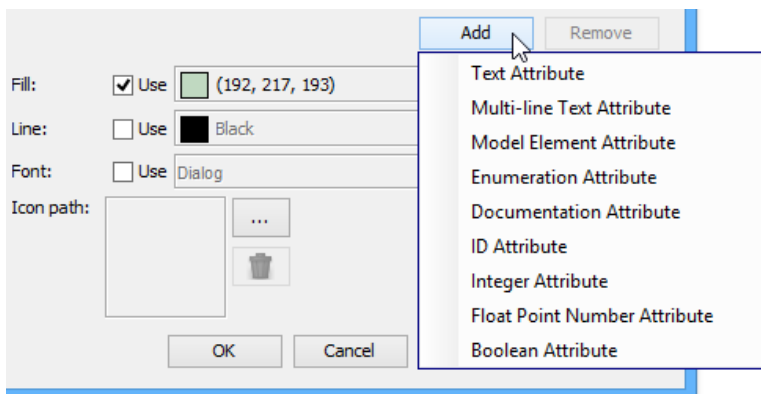 Add Remove
Text Attribute
Fill: Use (192, 217, 193)
Multi-line Text Attribute
Line: Use Black
Model Element Attribute
Font: Use Dialog
Enumeration Attribute
Icon path: ...
Documentation Attribute
ID Attribute
Integer Attribute
Float Point Number Attribute
OK Cancel
Boolean Attribute